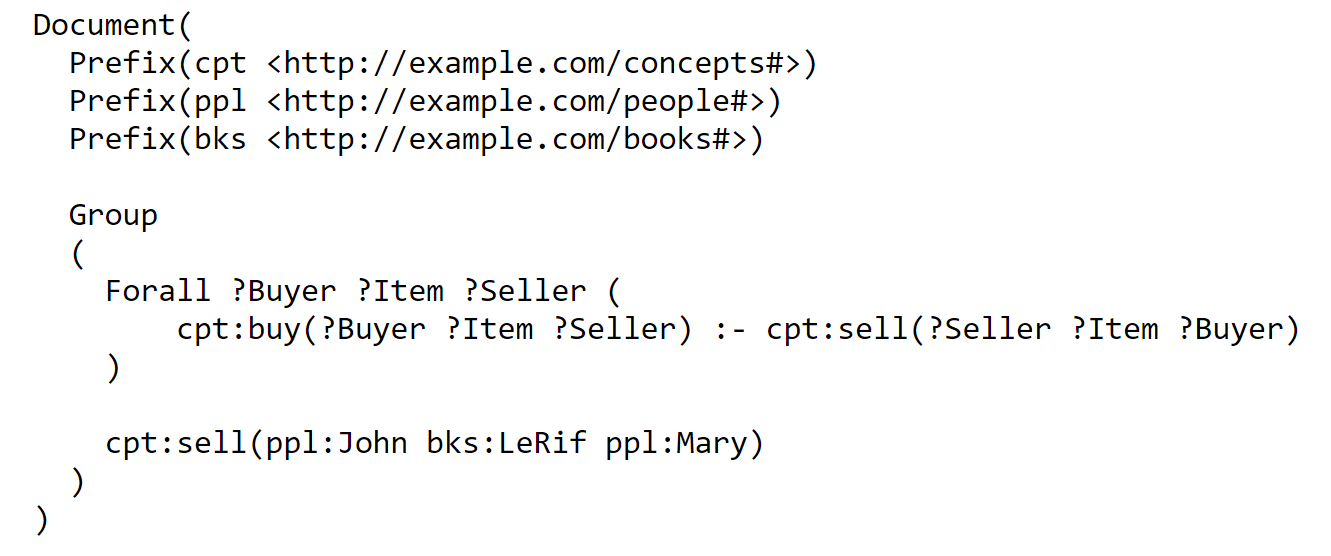 Document(
  Prefix(cpt <http://example.com/concepts#>)
  Prefix(ppl <http://example.com/people#>)
  Prefix(bks <http://example.com/books#>)

  Group
  (
    Forall ?Buyer ?Item ?Seller (
        cpt:buy(?Buyer ?Item ?Seller) :- cpt:sell(?Seller ?Item ?Buyer)
    )

    cpt:sell(ppl:John bks:LeRif ppl:Mary)
  )
)